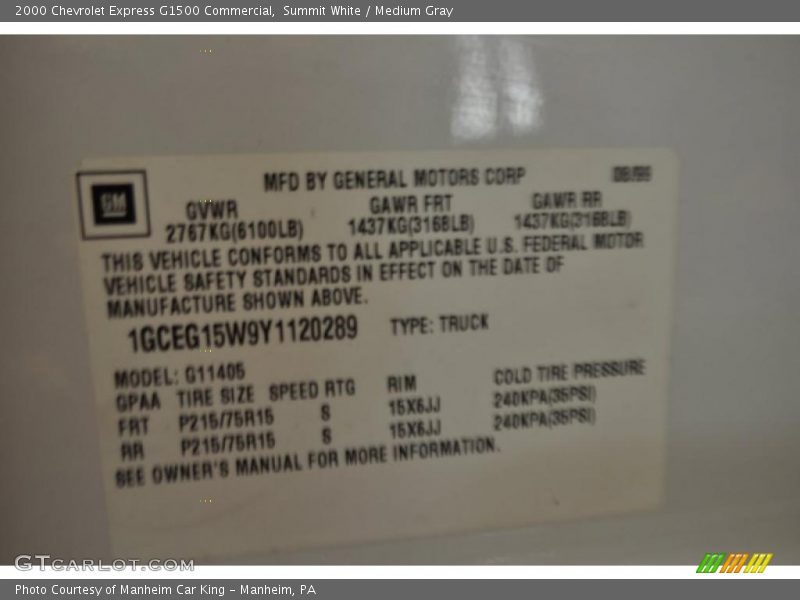 2000 Chevrolet Express G1500 Commercial,  Summit White / Medium Gray
MFD BY GENERAL MOTORS CORP
GM
GVWR GAWR FRT GAWR RR
2767KG(6100LB) 1437KG(3168LB) 1437KG(3168LB)
THIS VEHICLE CONFORMS TO ALL APPLICABLE U.S. FEDERAL MOTOR
VEHICLE SAFETY STANDARDS IN EFFECT ON THE DATE OF
MANUFACTURE SHOWN ABOVE.
1GCEG15W9Y1120289 TYPE: TRUCK
MODEL: G11405
GPAA TIRE SIZE SPEED RTG RIM COLD TIRE PRESSURE
FRT P215/75R15 S 15X6JJ 240KPA(35PSI)
RR P215/75R15 S 15X6JJ 240KPA(35PSI)
SEE OWNER'S MANUAL FOR MORE INFORMATION.
GTCARLOT.COM
Photo Courtesy of Manheim Car King - Manheim, PA